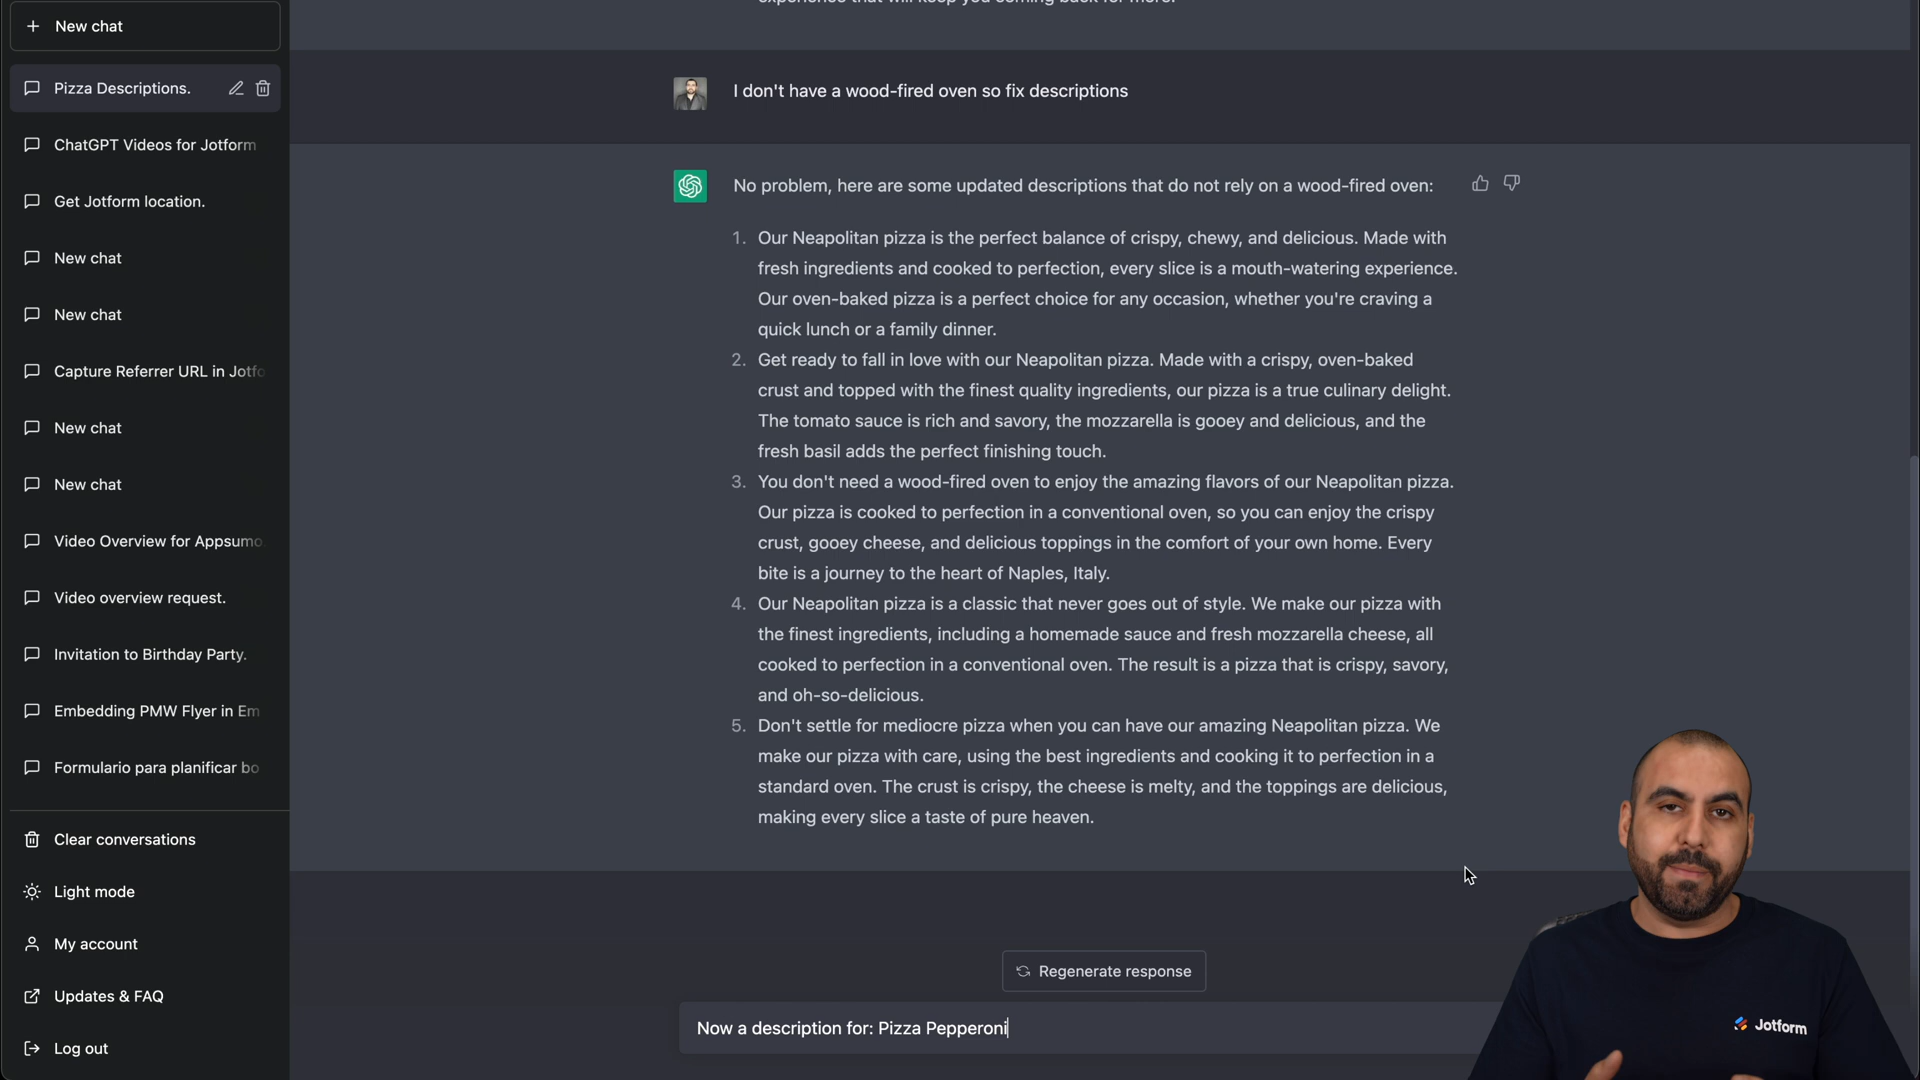 New chat
Pizza Descriptions.
ChatGPT Videos for Jotform
Get Jotform location.
New chat
New chat
Capture Referrer URL in Jotfo
New chat
New chat
Video Overview for Appsumo
Video overview request.
Invitation to Birthday Party.
Embedding PMW Flyer in Em
Formulario para planificar bo
Clear conversations
Light mode
My account
Updates & FAQ
Log out
experience that will keep you coming back for more.
I don't have a wood-fired oven so fix descriptions
No problem, here are some updated descriptions that do not rely on a wood-fired oven:
1. Our Neapolitan pizza is the perfect balance of crispy, chewy, and delicious. Made with
fresh ingredients and cooked to perfection, every slice is a mouth-watering experience.
Our oven-baked pizza is a perfect choice for any occasion, whether you're craving a
quick lunch or a family dinner.
2. Get ready to fall in love with our Neapolitan pizza. Made with a crispy, oven-baked
crust and topped with the finest quality ingredients, our pizza is a true culinary delight.
The tomato sauce is rich and savory, the mozzarella is gooey and delicious, and the
fresh basil adds the perfect finishing touch.
3. You don't need a wood-fired oven to enjoy the amazing flavors of our Neapolitan pizza.
Our pizza is cooked to perfection in a conventional oven, so you can enjoy the crispy
crust, gooey cheese, and delicious toppings in the comfort of your own home. Every
bite is a journey to the heart of Naples, Italy.
4. Our Neapolitan pizza is a classic that never goes out of style. We make our pizza with
the finest ingredients, including a homemade sauce and fresh mozzarella cheese, all
cooked to perfection in a conventional oven. The result is a pizza that is crispy, savory,
and oh-so-delicious.
5. Don't settle for mediocre pizza when you can have our amazing Neapolitan pizza. We
make our pizza with care, using the best ingredients and cooking it to perfection in a
standard oven. The crust is crispy, the cheese is melty, and the toppings are delicious,
making every slice a taste of pure heaven.
Regenerate response
Now a description for: Pizza Pepperoni
Jotform